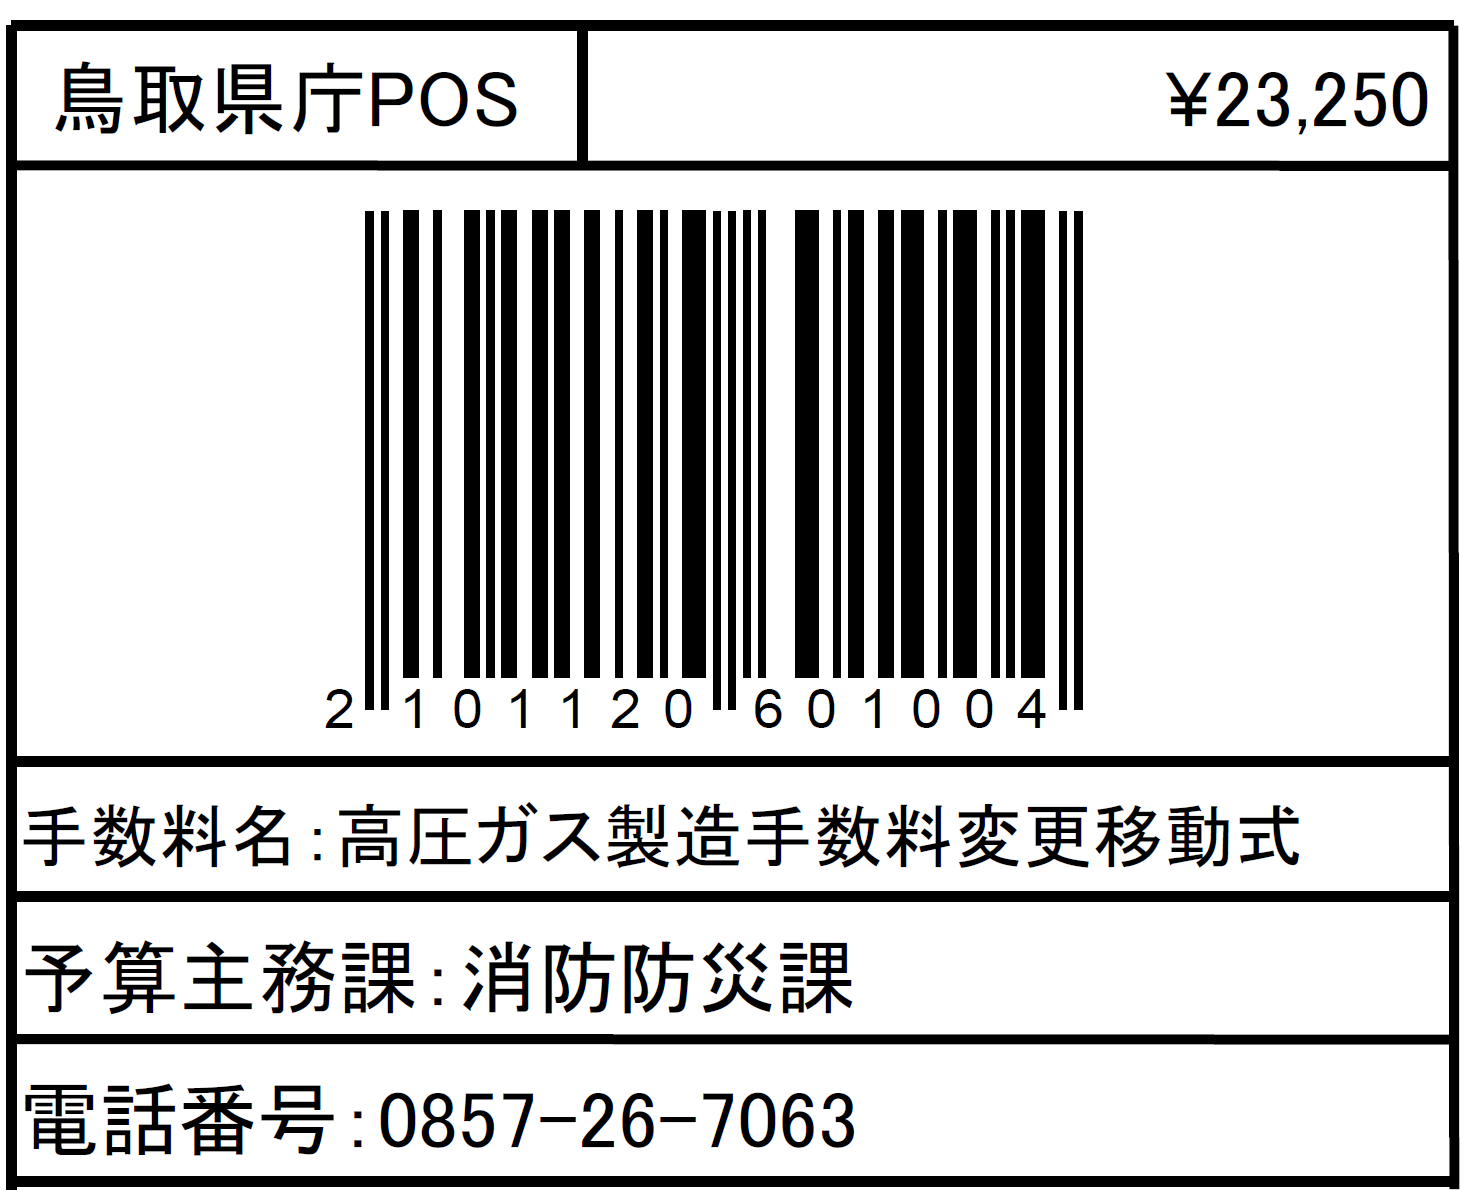 鳥取県庁POS
¥23,250
2 101120 601004
手数料名:高圧ガス製造手数料変更移動式
予算主務課:消防防災課
電話番号:0857-26-7063